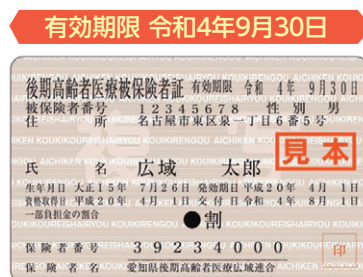 有効期限 令和4年9月30日
後期高齢者医療被保険者証 有効期限 令和 4年 9月30日
被保険者番号 12345678 性別 男
住所 名古屋市東区泉一丁目6番5号
見本
氏名 広域 太郎
生年月日 大正15年 7月26日 発効期日 平成20年 4月 1日
資格取得日 平成20年 4月 1日 交付日 令和 4年 8月 1日
一部負担金の割合
●割
保険者番号 39234000
保険者名 愛知県後期高齢者医療広域連合
印